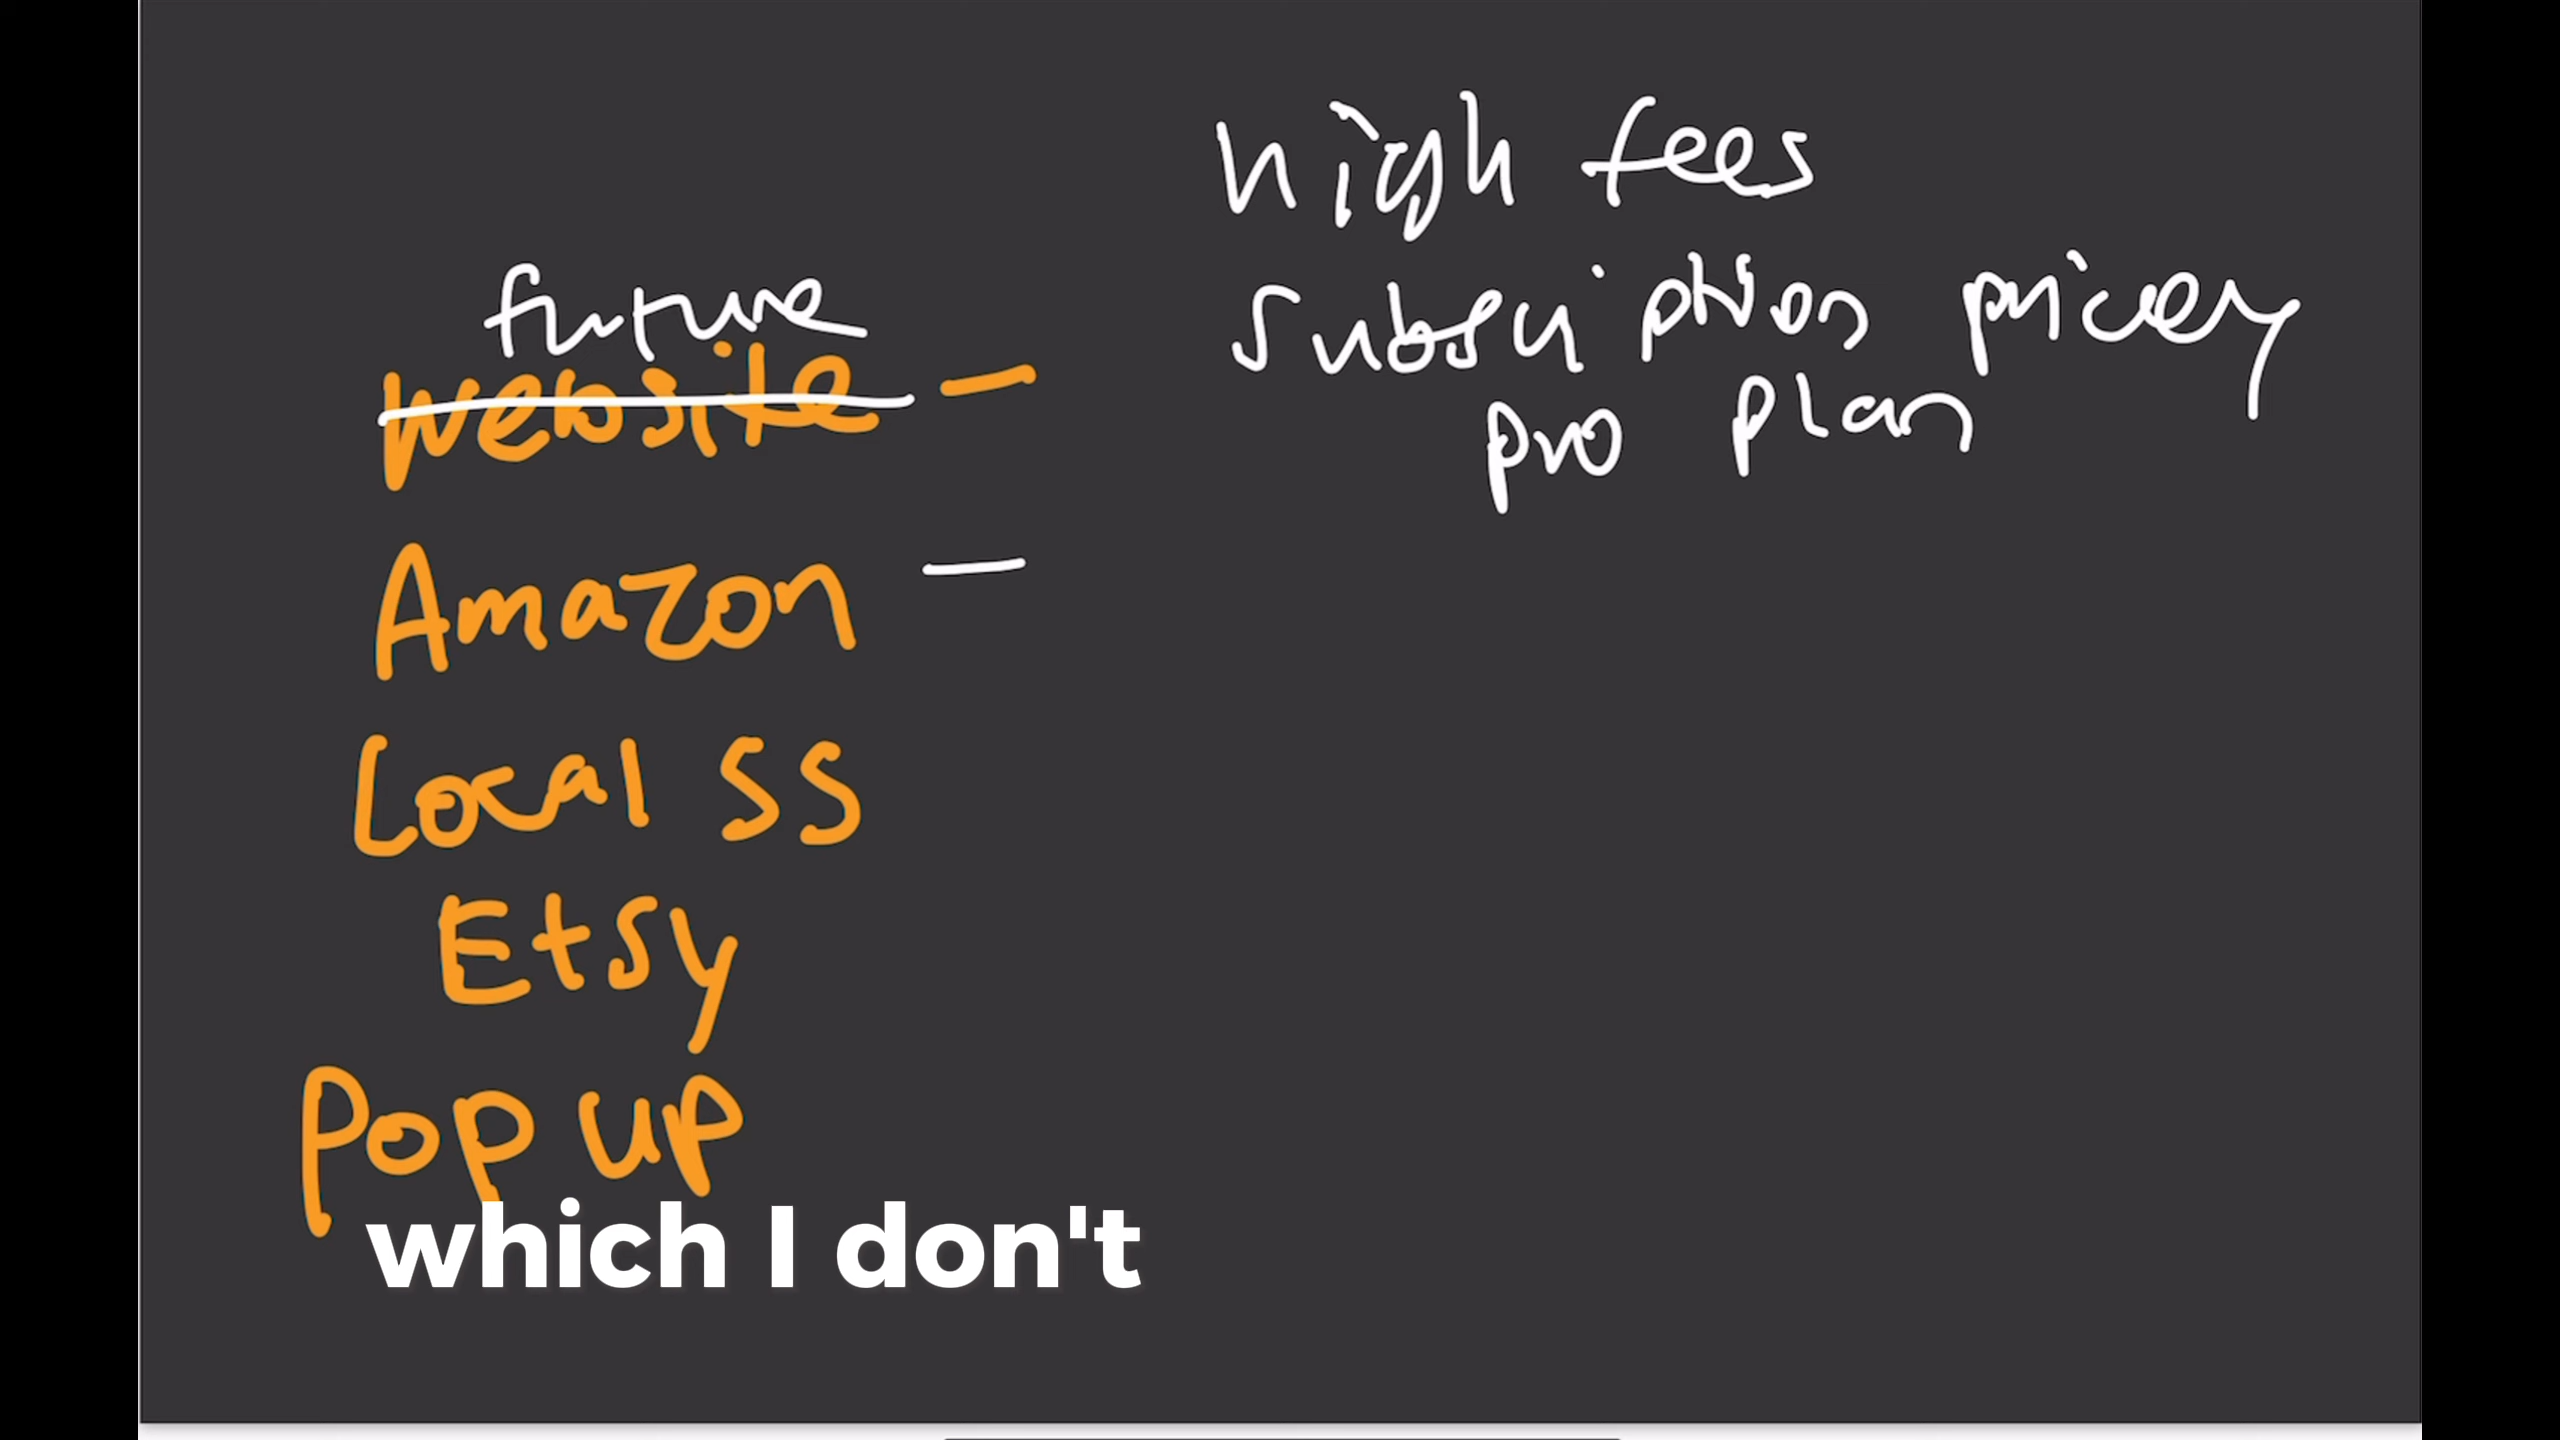 high fees
subscription pricey
pro plan
future
website -
Amazon -
Local SS
Etsy
Pop up
which I don't